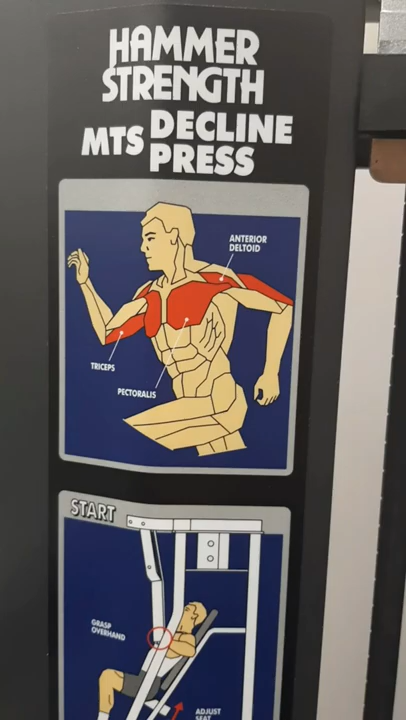 HAMMER
STRENGTH
MTS DECLINE
PRESS
ANTERIOR
DELTOID
TRICEPS
PECTORALIS
START
GRASP
OVERHAND
ADJUST
SEAT